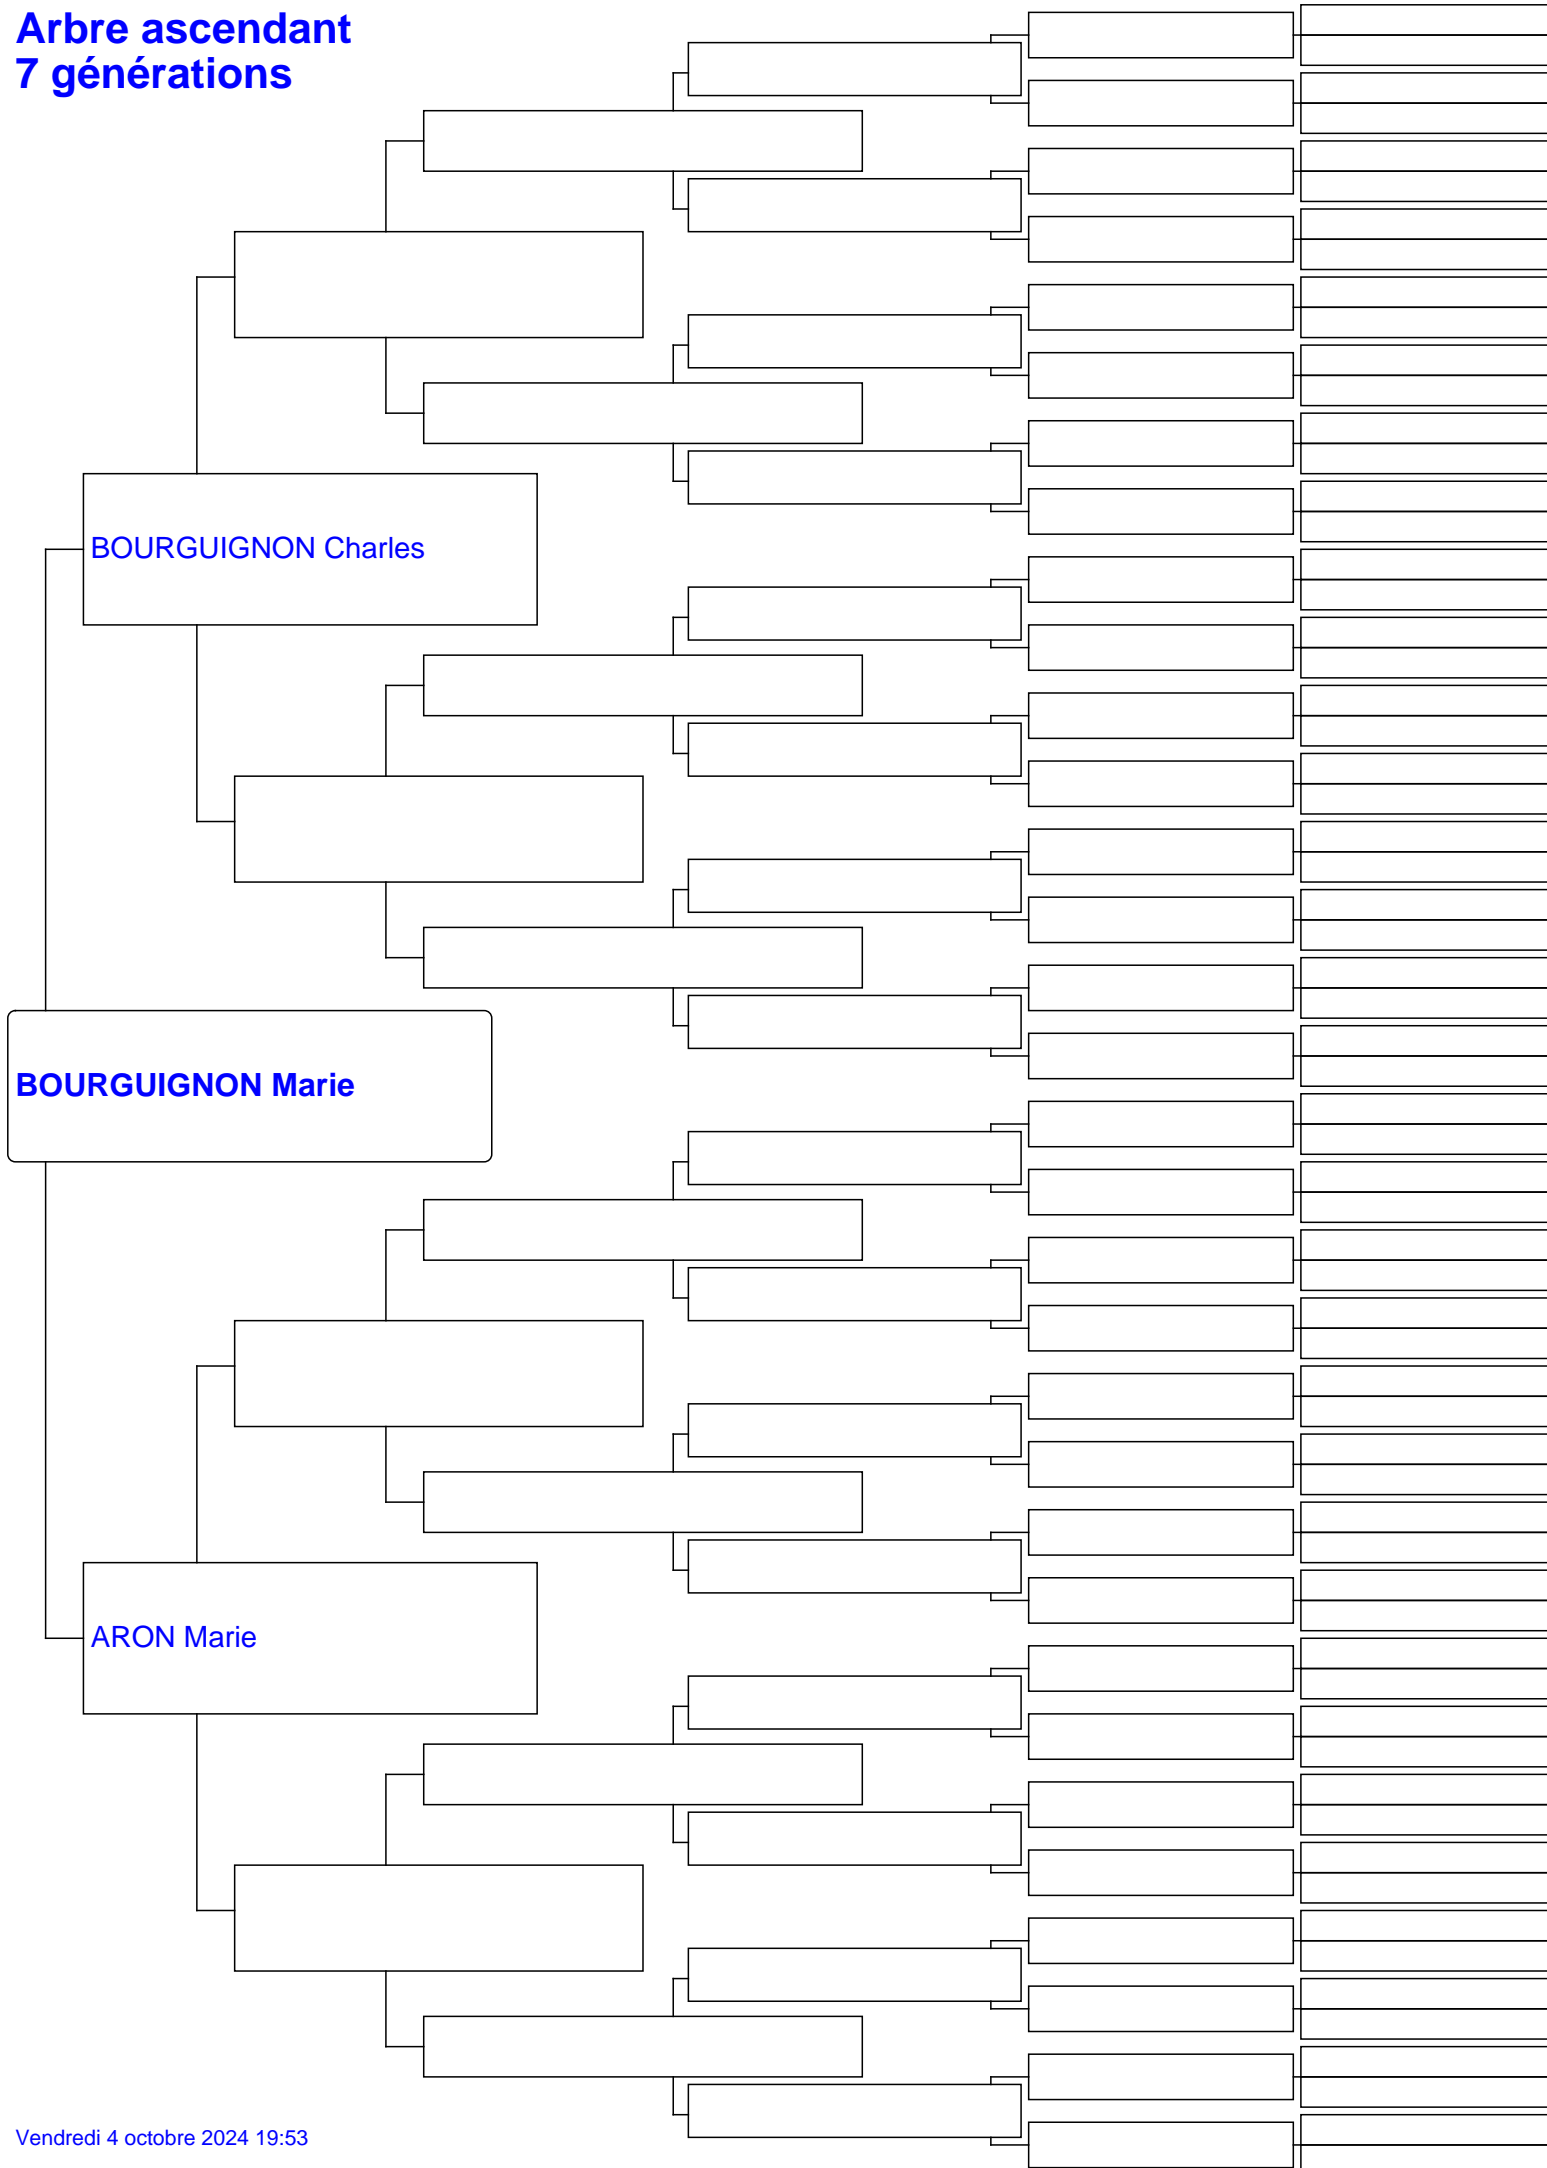 Arbre ascendant
7 générations
BOURGUIGNON Charles
BOURGUIGNON Marie
ARON Marie
Vendredi 4 octobre 2024 19:53